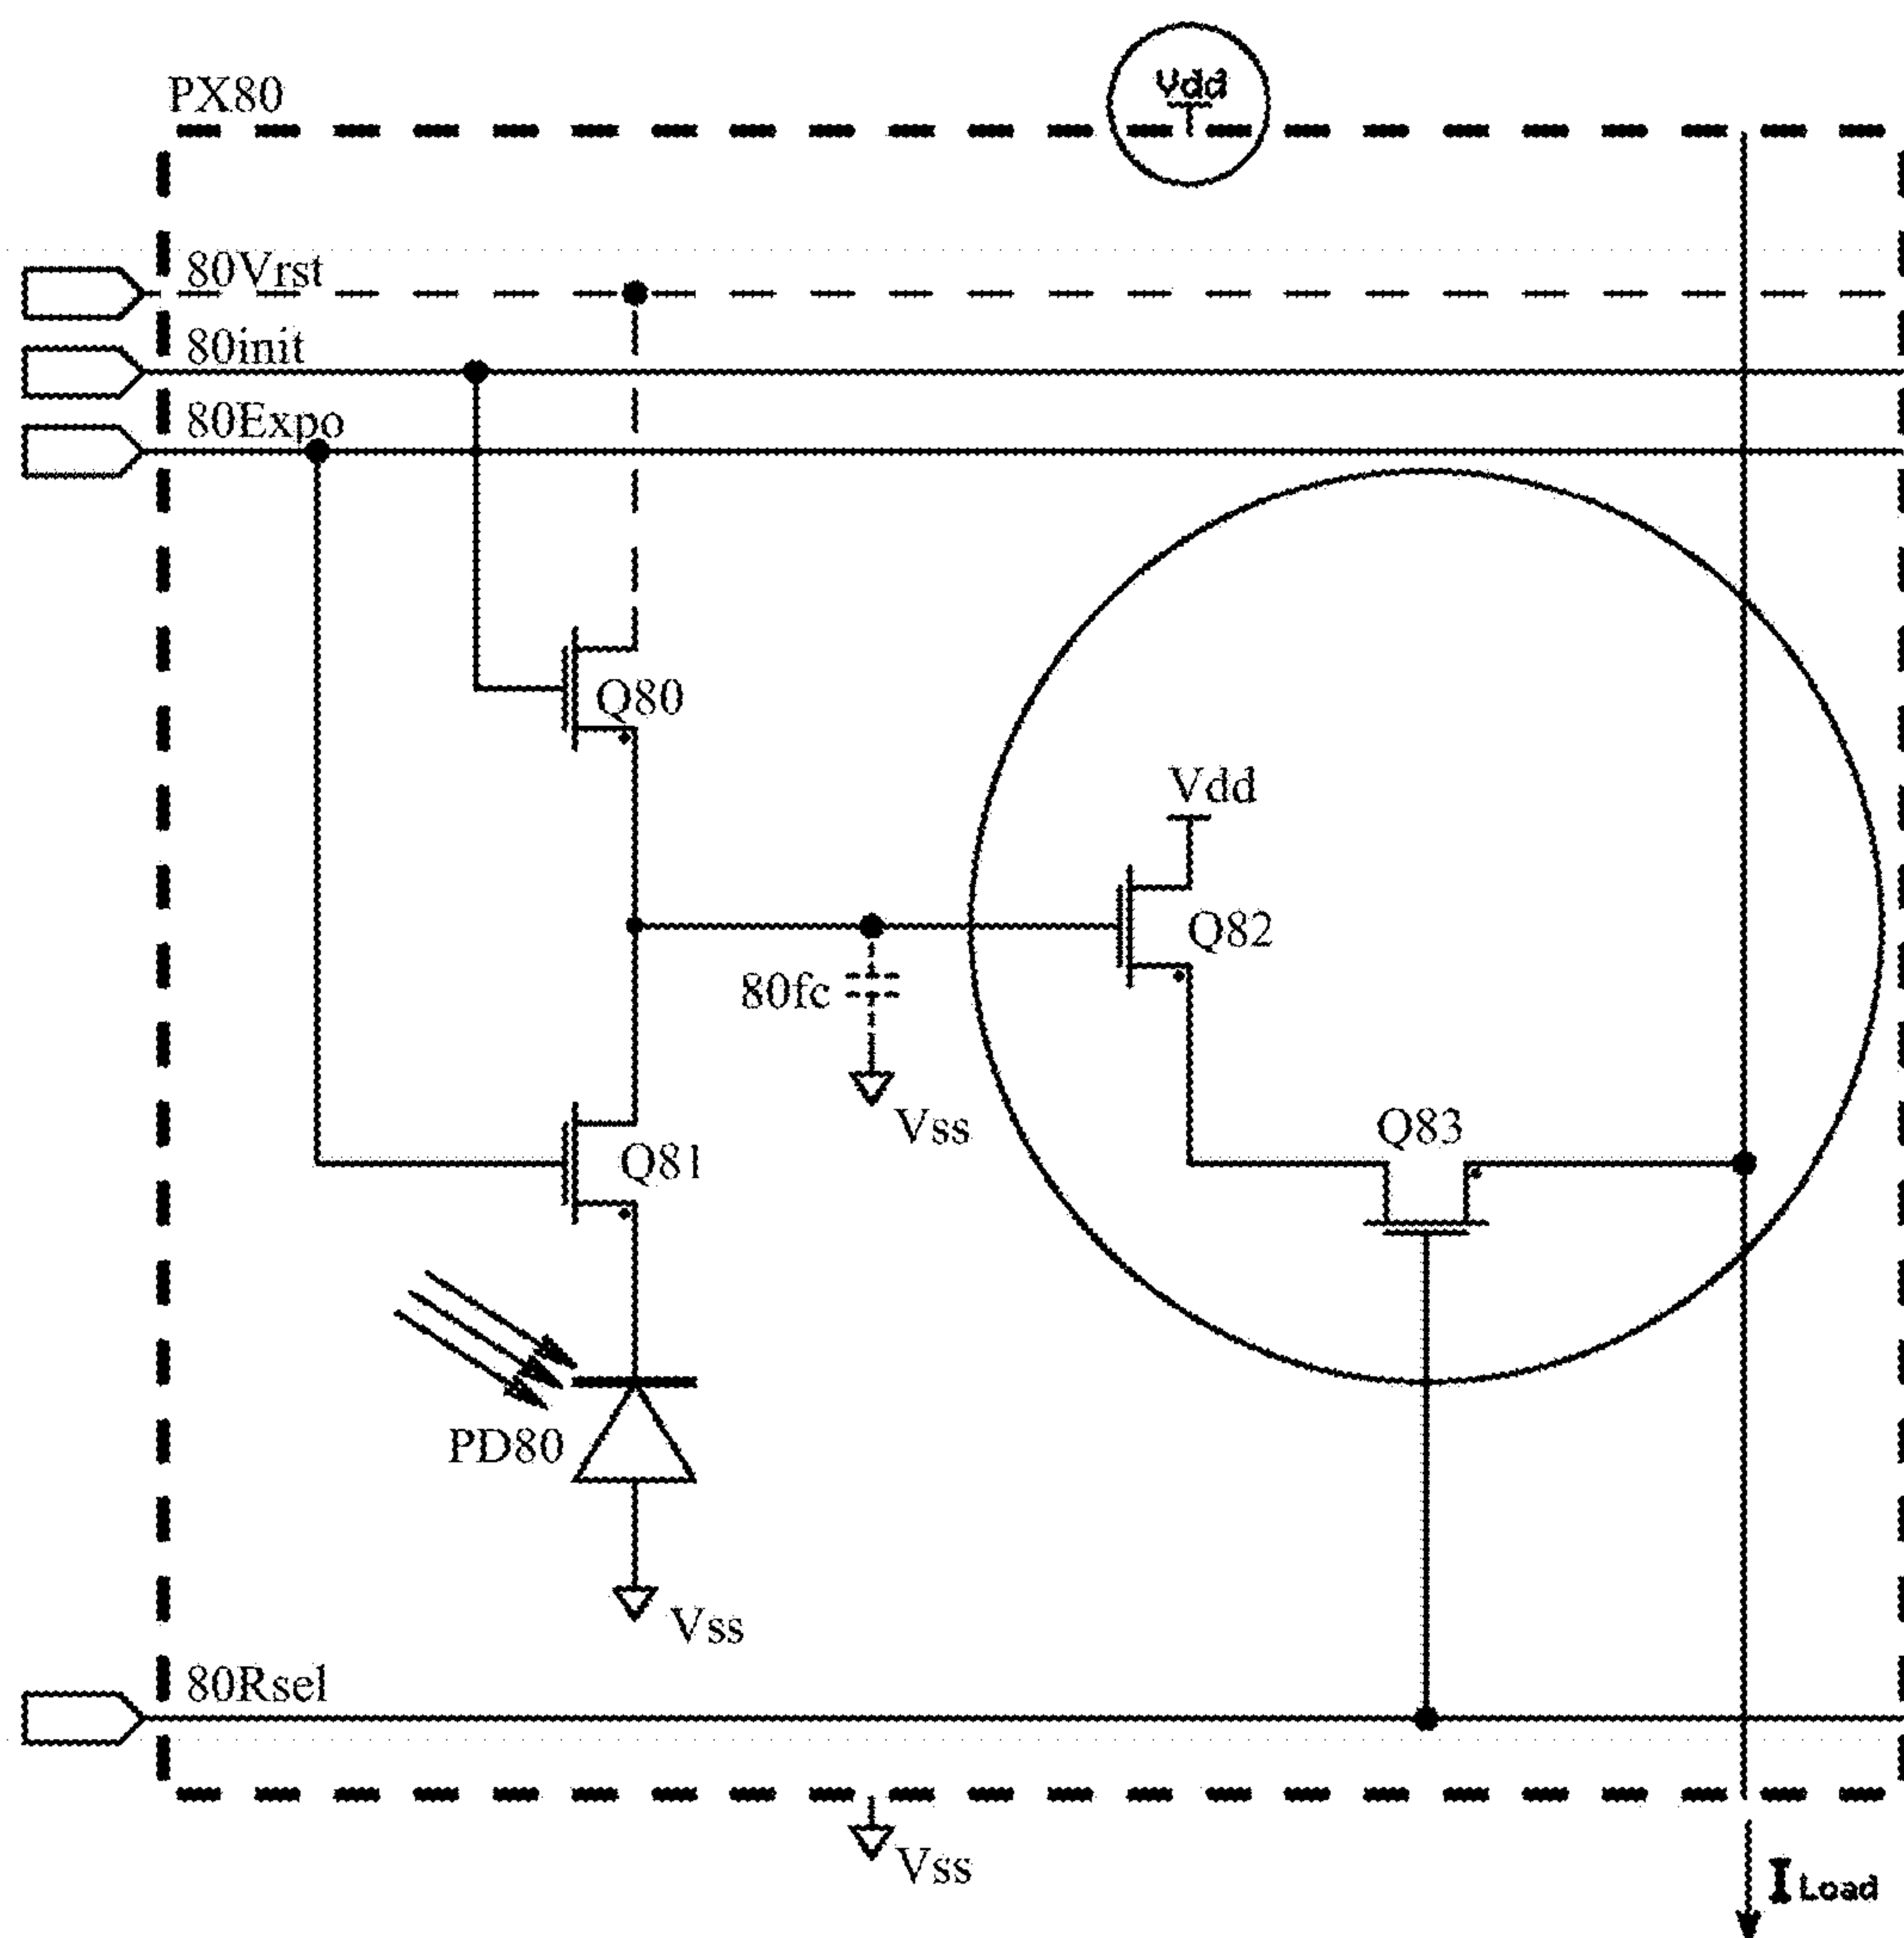 Vdd
PX80
80Vrst
80init
80Expo
Q80
Vdd
Q82
80fc
Vss
Q83
Q81
PD80
Vss
80Rsel
Vss
I Load